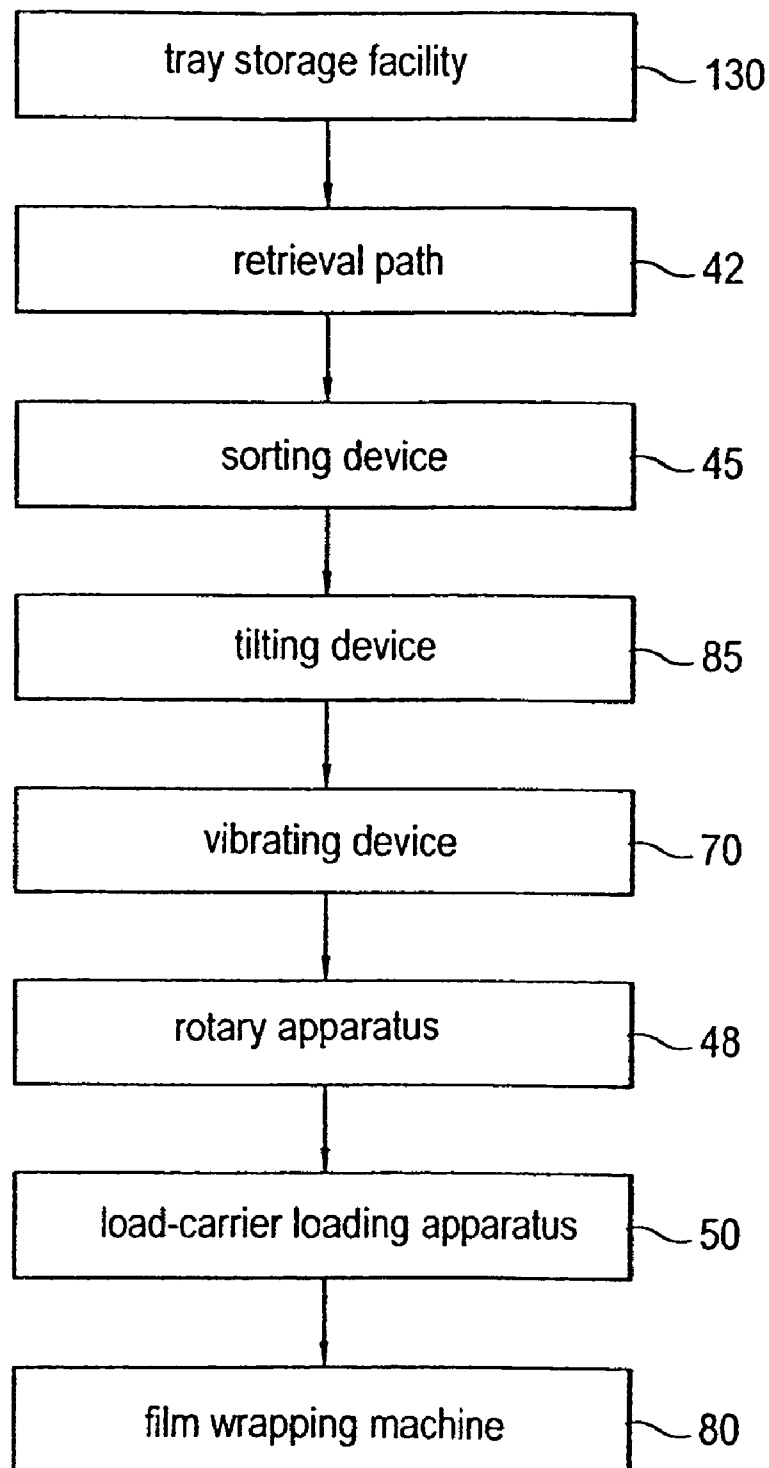 tray storage facility 130
retrieval path 42
sorting device 45
tilting device 85
vibrating device 70
rotary apparatus 48
load-carrier loading apparatus 50
film wrapping machine 80